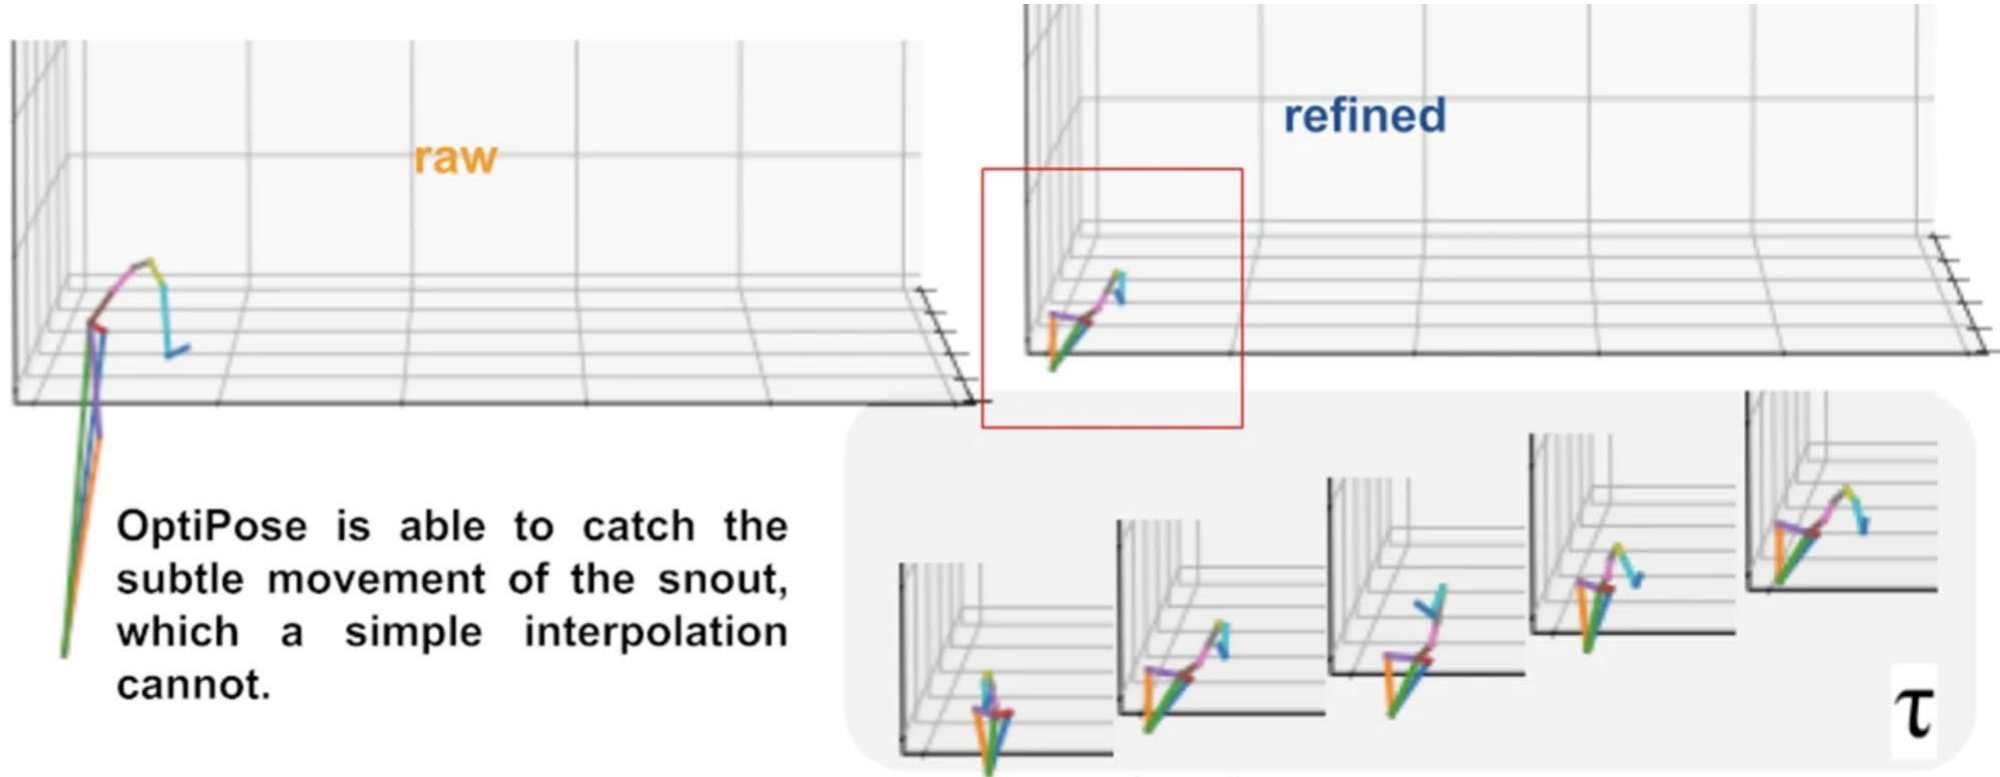 raw
refined
OptiPose is able to catch the
subtle movement of the snout,
which a simple interpolation
cannot.
τ